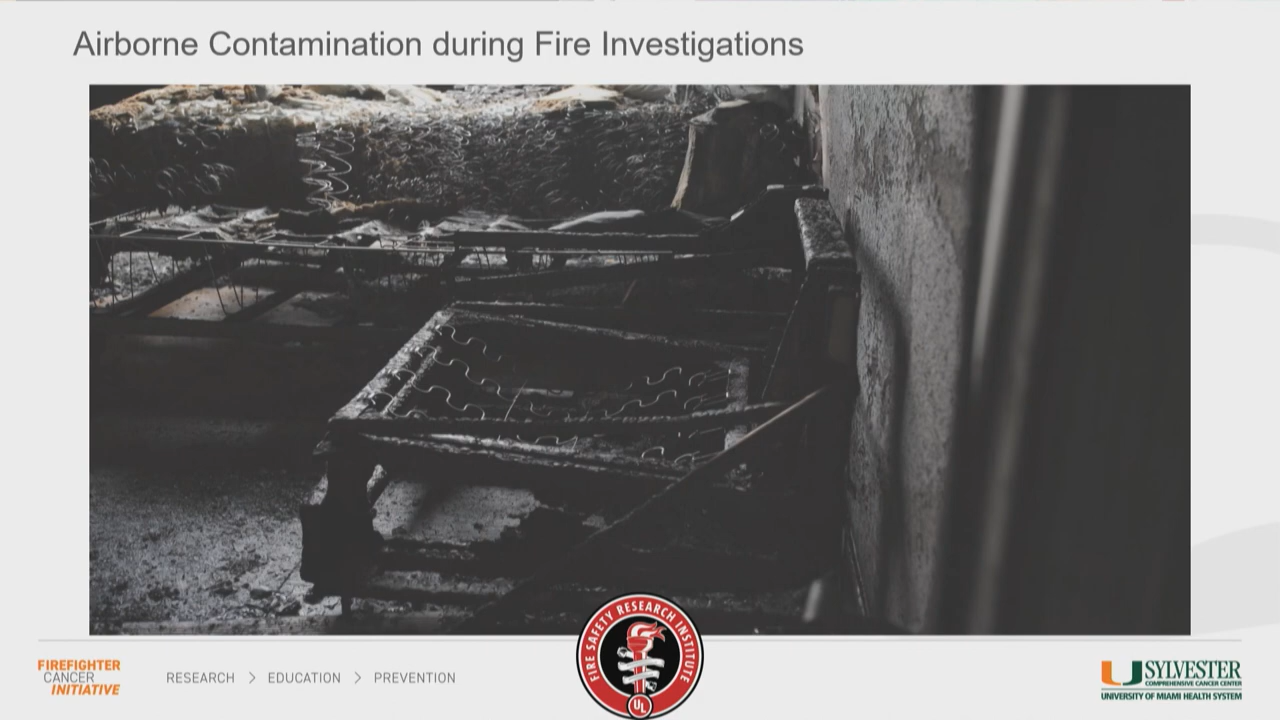 Airborne Contamination during Fire Investigations
FIRE SAFETY RESEARCH INSTITUTE
UL
FIREFIGHTER
CANCER
INITIATIVE
RESEARCH > EDUCATION > PREVENTION
SYLVESTER
COMPREHENSIVE CANCER CENTER
UNIVERSITY OF MIAMI HEALTH SYSTEM